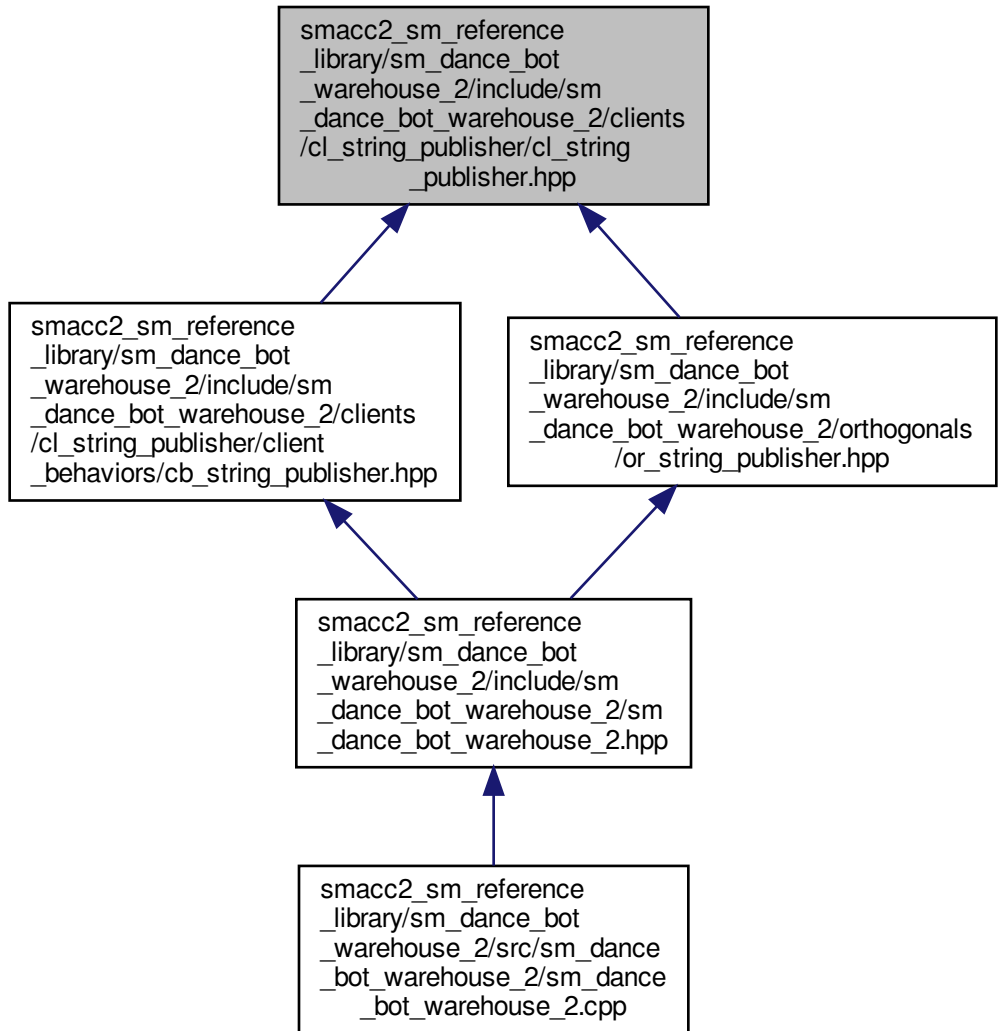 smacc2_sm_reference
_library/sm_dance_bot
_warehouse_2/include/sm
_dance_bot_warehouse_2/clients
/cl_string_publisher/cl_string
_publisher.hpp
smacc2_sm_reference
_library/sm_dance_bot
_warehouse_2/include/sm
_dance_bot_warehouse_2/clients
/cl_string_publisher/client
_behaviors/cb_string_publisher.hpp
smacc2_sm_reference
_library/sm_dance_bot
_warehouse_2/include/sm
_dance_bot_warehouse_2/orthogonals
/or_string_publisher.hpp
smacc2_sm_reference
_library/sm_dance_bot
_warehouse_2/include/sm
_dance_bot_warehouse_2/sm
_dance_bot_warehouse_2.hpp
smacc2_sm_reference
_library/sm_dance_bot
_warehouse_2/src/sm_dance
_bot_warehouse_2/sm_dance
_bot_warehouse_2.cpp